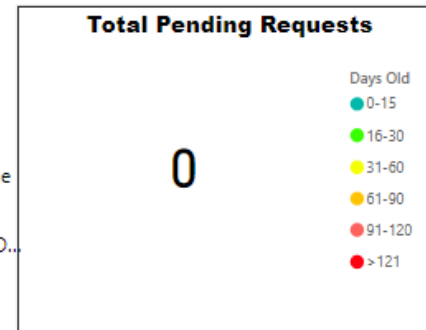 Total Pending Requests
Days Old
0-15
16-30
31-60
e
0
61-90
91-120
O...
>121